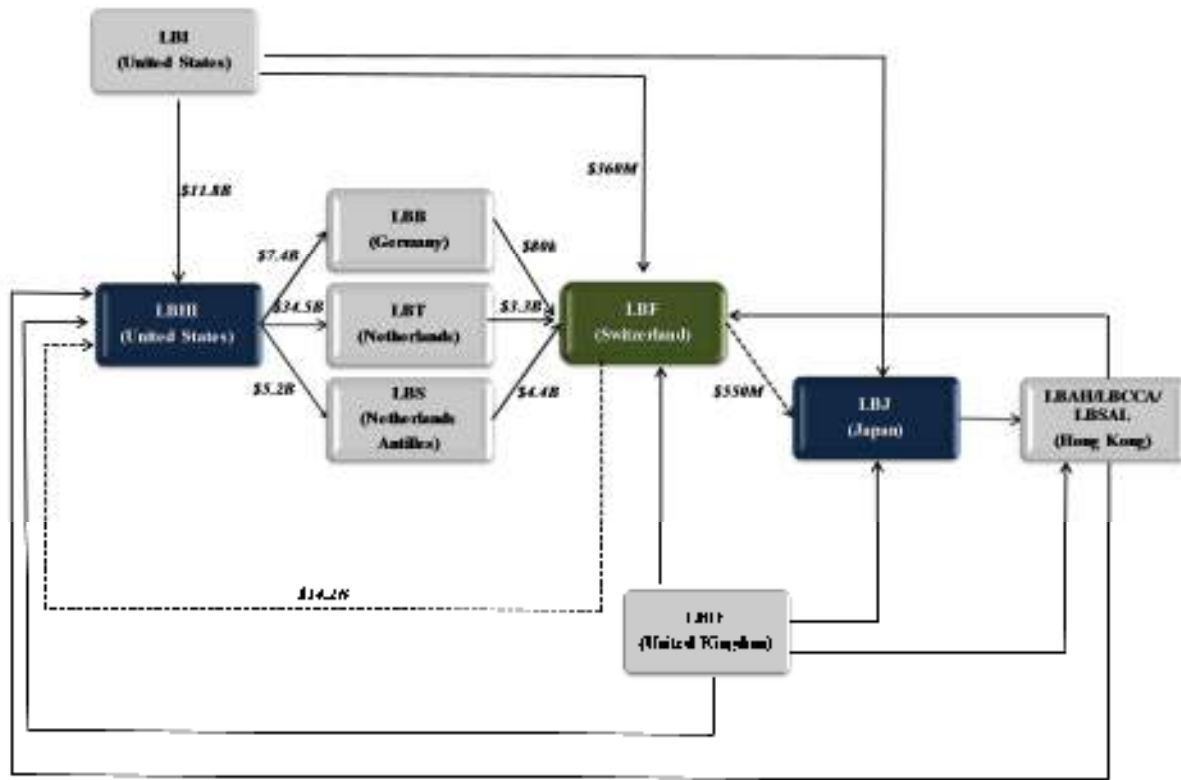 LBI
(United States)
$360M
$11.8B
LBB
(Germany)
$7.4B
$80k
LBHI
(United States)
$34.5B
LBT
(Netherlands)
$3.3B
LBF
(Switzerland)
$5.2B
LBS
(Netherlands
Antilles)
$4.4B
$550M
LBJ
(Japan)
LBAH/LBCCA/
LBSAL
(Hong Kong)
$14.2B
LBIE
(United Kingdom)